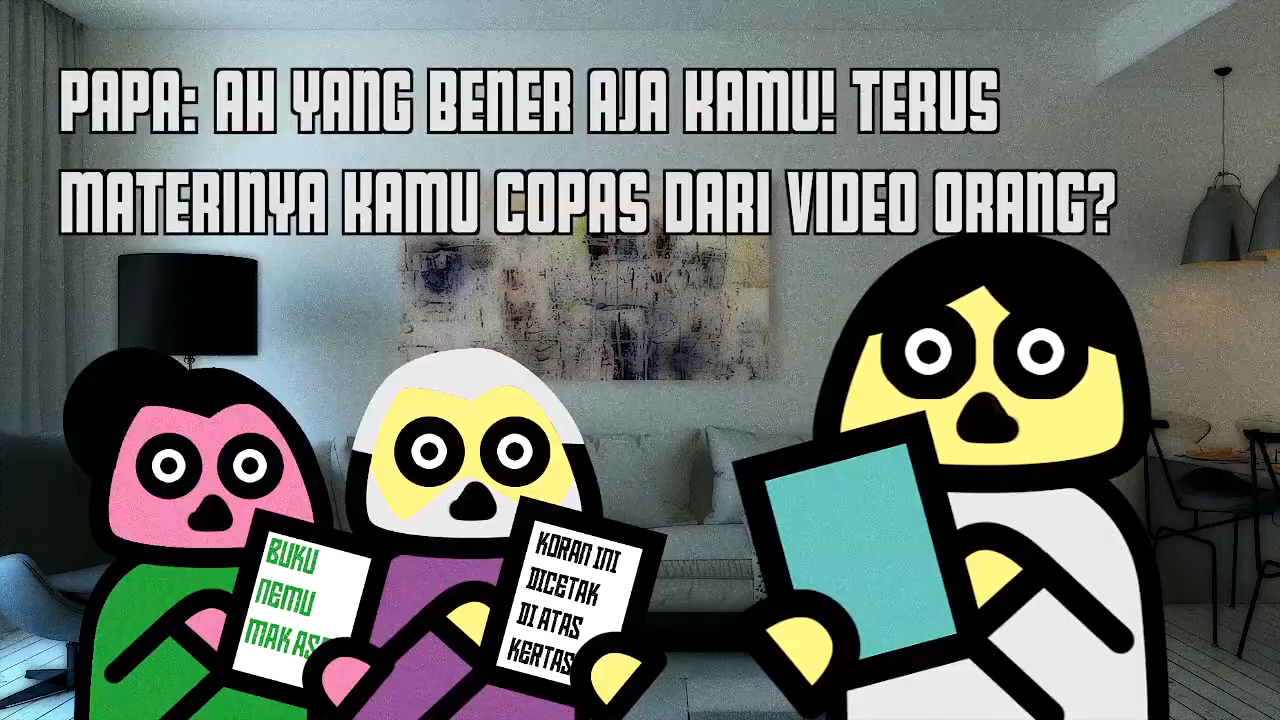 PAPA: AH YANG BENER AJA KAMU! TERUS
MATERINYA KAMU COPAS DARI VIDEO ORANG?
BUKU
NEMU
KORAN INI
DICETAK
DI ATAS
KERTAS